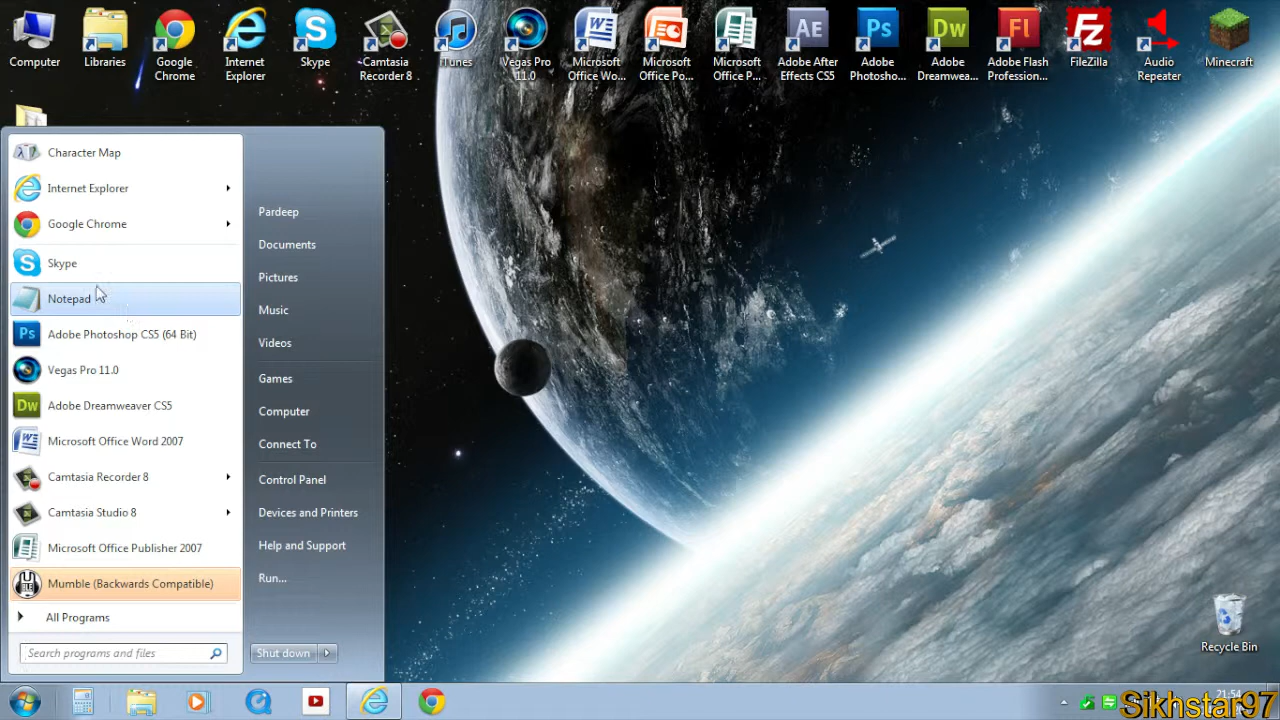 Computer
Libraries
Google
Chrome
Internet
Explorer
Skype
Camtasia
Recorder 8
iTunes
Vegas Pro
11.0
Microsoft
Office Wo...
Microsoft
Office Po...
Microsoft
Office P...
Adobe After
Effects CS5
Adobe
Photosho...
Adobe
Dreamwea...
Adobe Flash
Profession...
FileZilla
Audio
Repeater
Minecraft
Character Map
Internet Explorer
Google Chrome
Skype
Notepad
Adobe Photoshop CS5 (64 Bit)
Vegas Pro 11.0
Adobe Dreamweaver CS5
Microsoft Office Word 2007
Camtasia Recorder 8
Camtasia Studio 8
Microsoft Office Publisher 2007
Mumble (Backwards Compatible)
All Programs
Search programs and files
Pardeep
Documents
Pictures
Music
Videos
Games
Computer
Connect To
Control Panel
Devices and Printers
Help and Support
Run...
Shut down
Recycle Bin
21:54
Sikhstar97